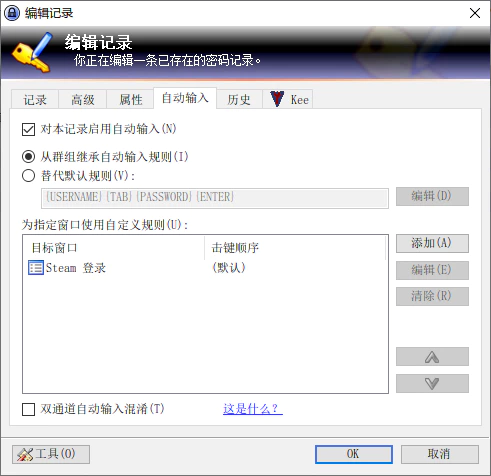 编辑记录
编辑记录
你正在编辑一条已存在的密码记录。
记录 高级 属性 自动输入 历史 Kee
对本记录启用自动输入(N)
从群组继承自动输入规则(I)
替代默认规则(V):
{USERNAME}{TAB}{PASSWORD}{ENTER} 编辑(D)
为指定窗口使用自定义规则(U):
目标窗口 击键顺序 添加(A)
Steam 登录 (默认) 编辑(E)
清除(R)
双通道自动输入混淆(T) 这是什么?
工具(O) OK 取消